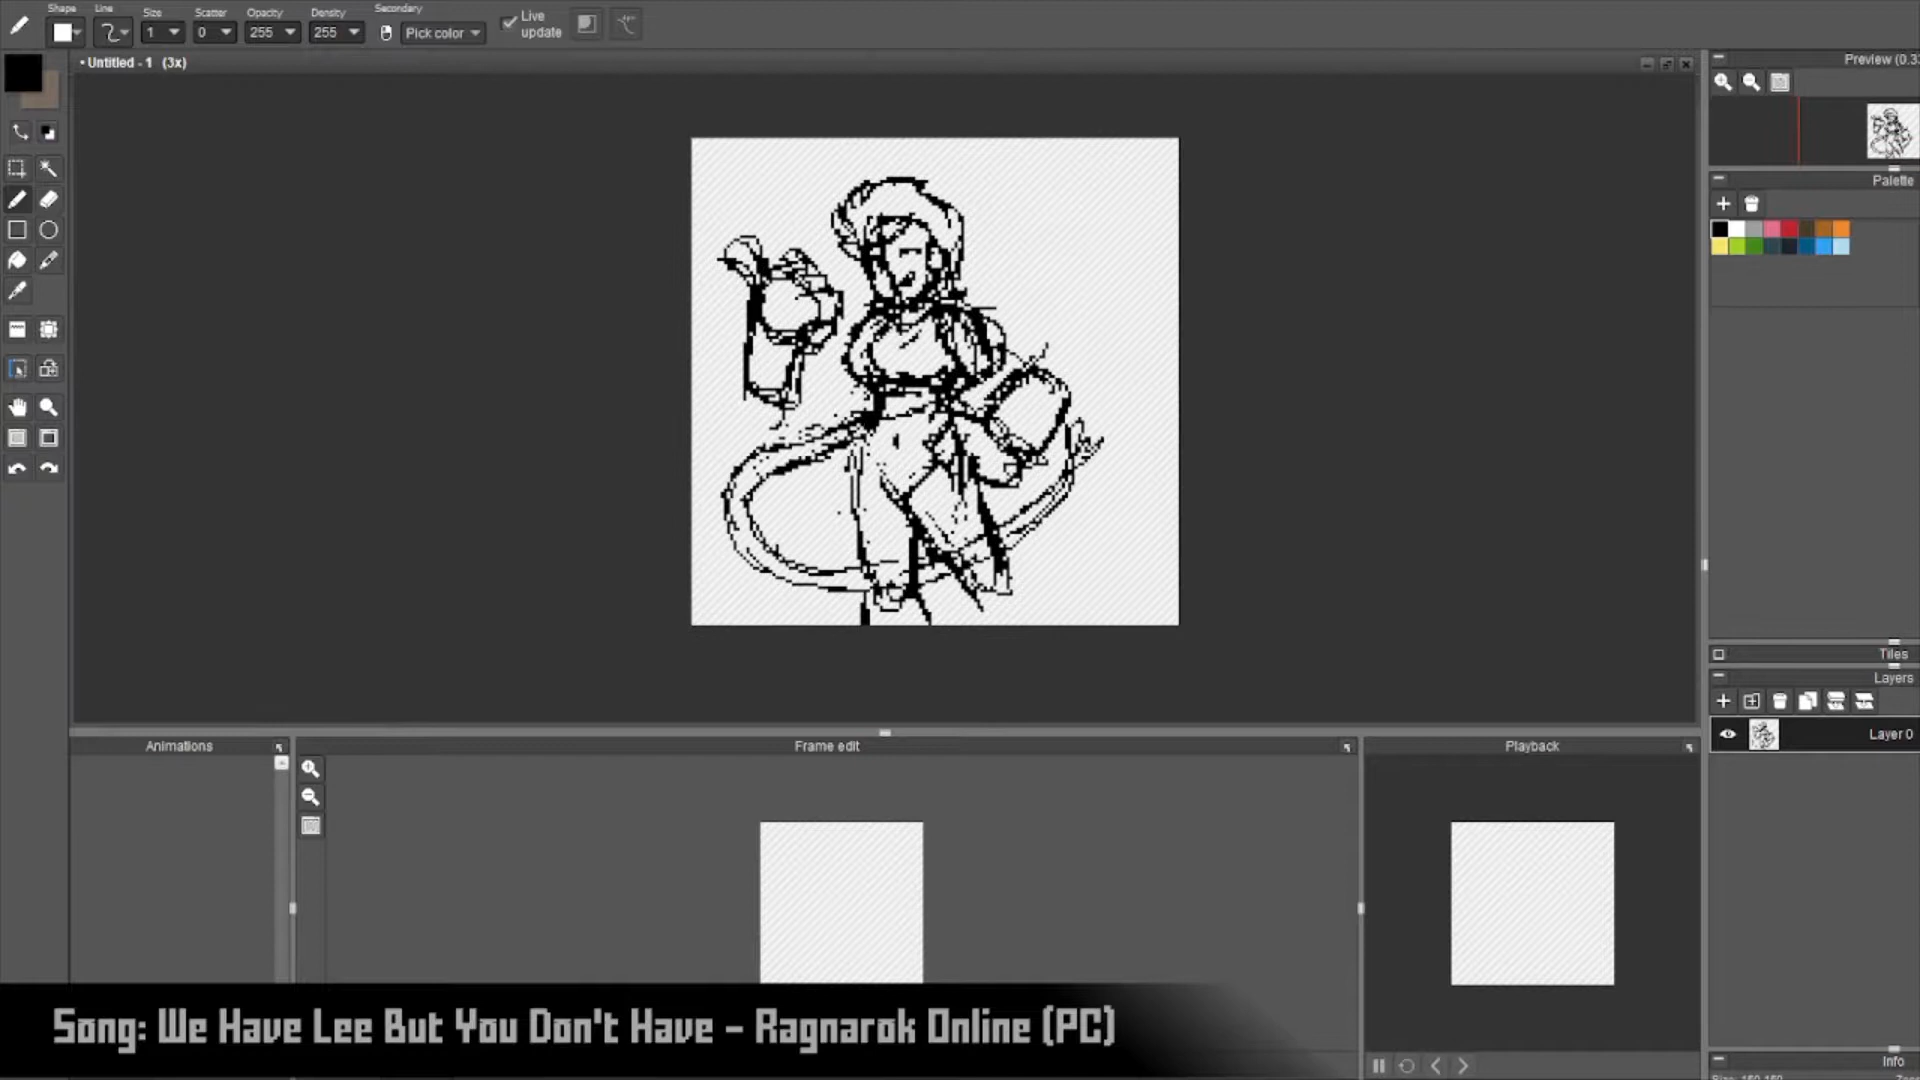 Shape Line Size Scatter Opacity Density Secondary
1 0 255 255 Pick color Live update
Untitled - 1 (3x)
Preview (0.3
Palette
Tiles
Layers
Layer 0
Animations Frame edit Playback
Info
Song: We Have Lee But You Don't Have - Ragnarok Online (PC)